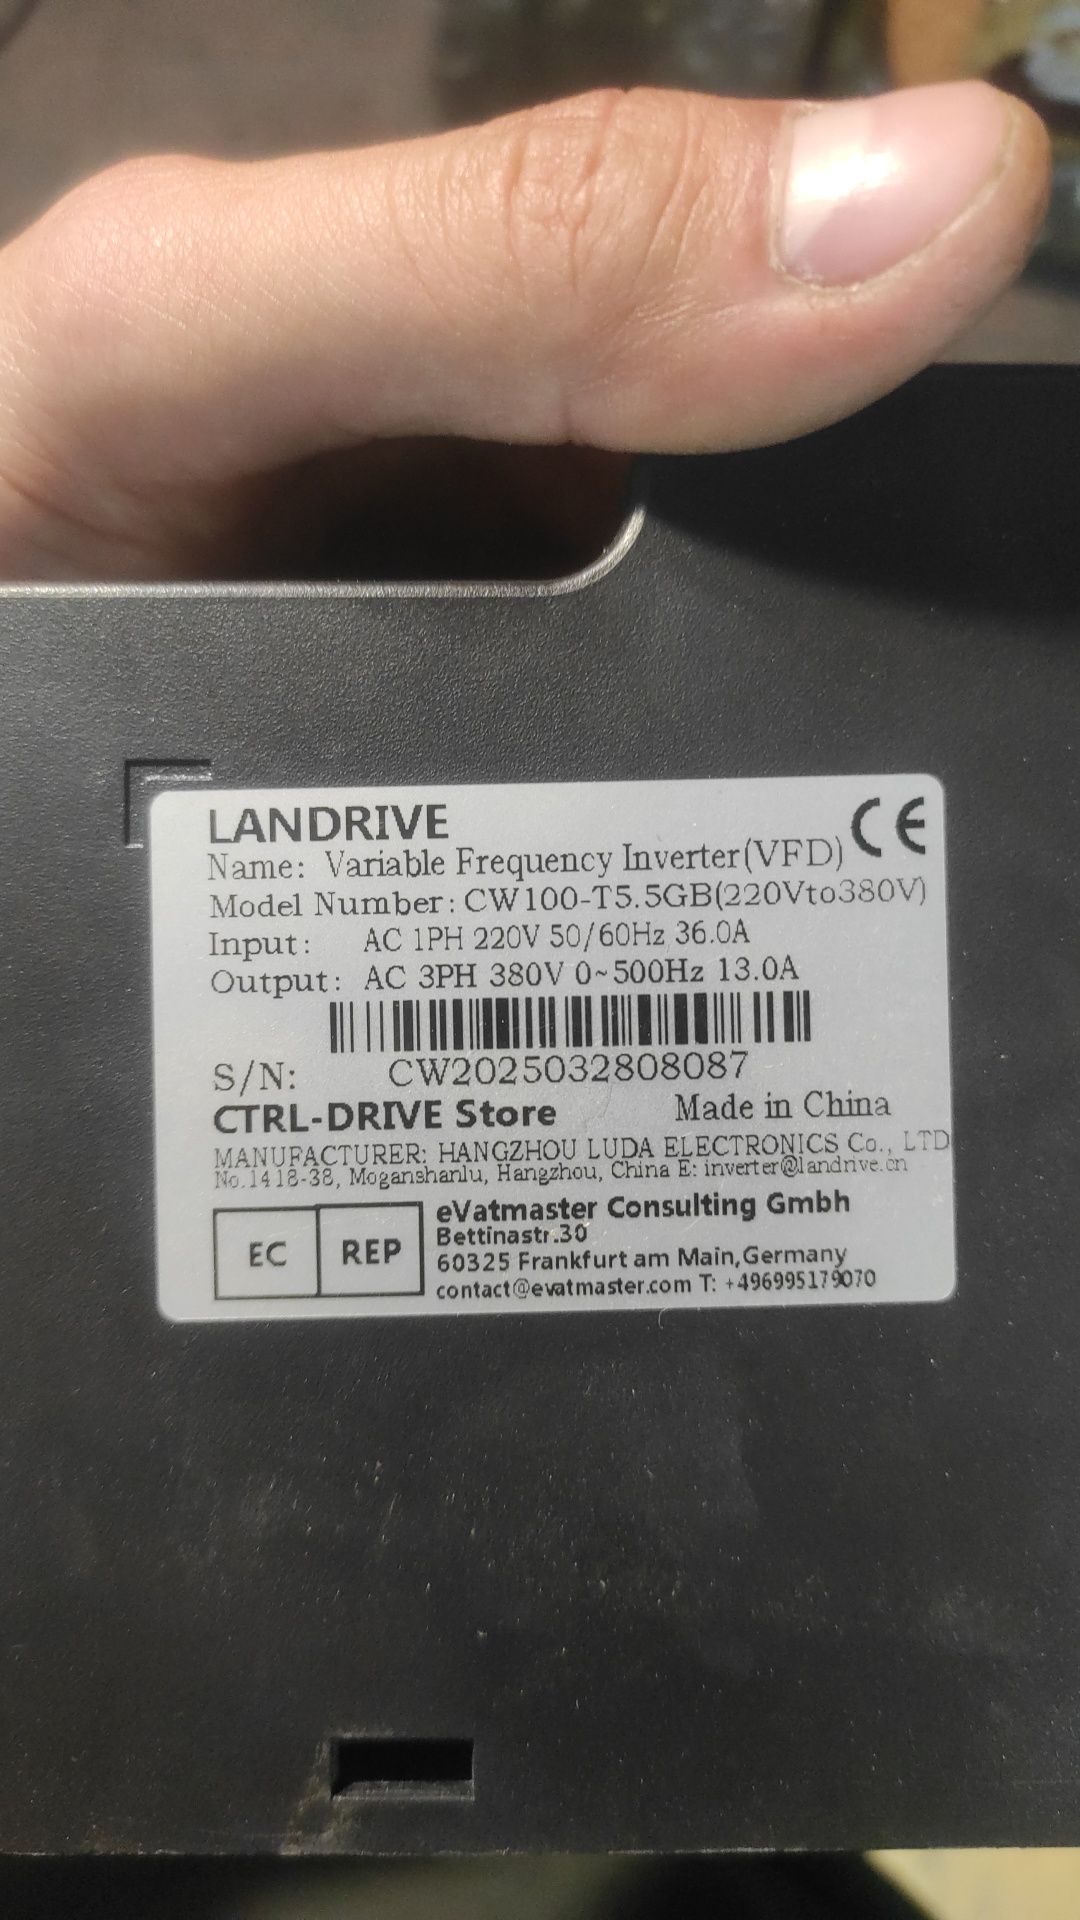 LANDRIVE
CE
Name: Variable Frequency Inverter(VFD)
Model Number: CW100-T5.5GB(220Vto380V)
Input: AC 1PH 220V 50/60Hz 36.0A
Output: AC 3PH 380V 0~500Hz 13.0A
S/N: CW2025032808087
CTRL-DRIVE Store Made in China
MANUFACTURER: HANGZHOU LUDA ELECTRONICS Co., LTD
No.1418-38, Moganshanlu, Hangzhou, China E: inverter@landrive.cn
EC REP
eVatmaster Consulting Gmbh
Bettinastr.30
60325 Frankfurt am Main,Germany
contact@evatmaster.com T: +496995179070